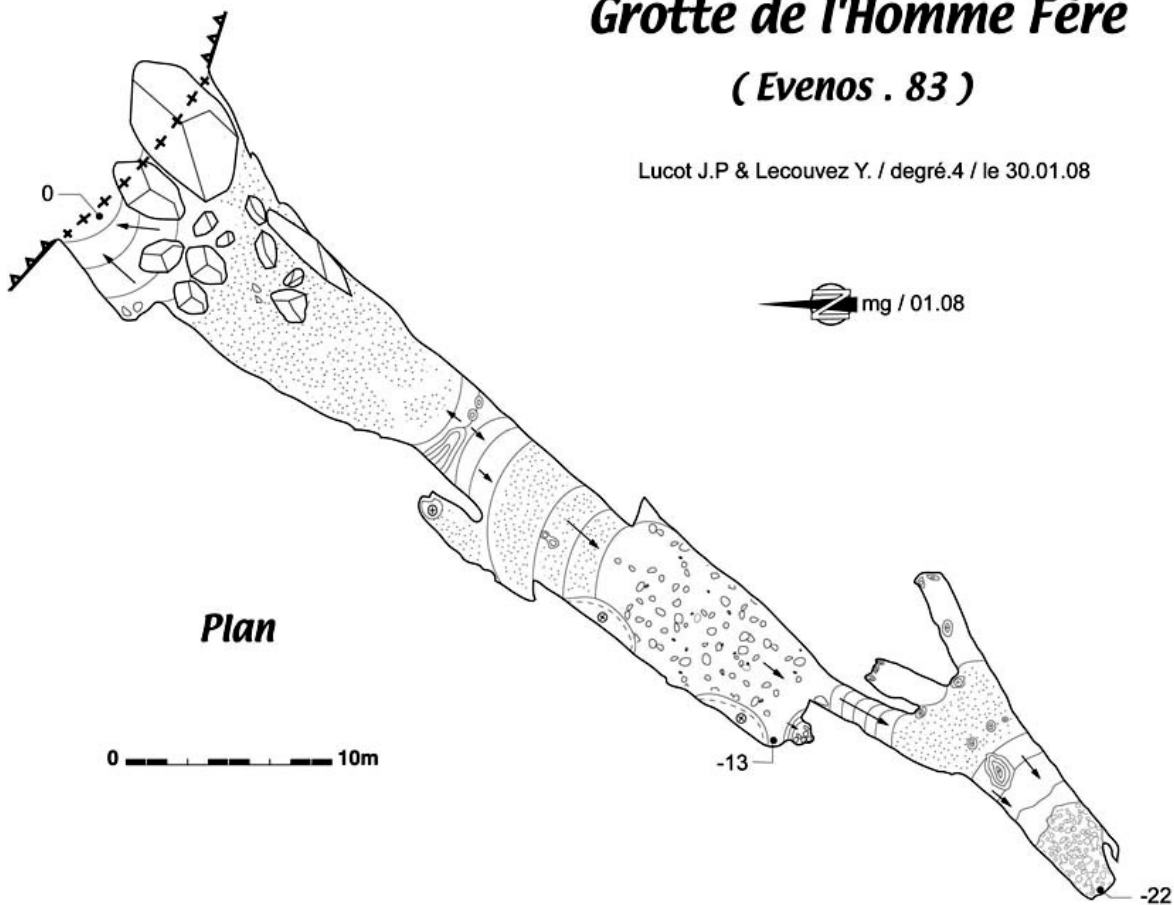 Grotte de l'Homme Fère
( Evenos . 83 )
Lucot J.P & Lecouvez Y. / degré.4 / le 30.01.08
0
N mg / 01.08
Plan
0 10m
-13
-22